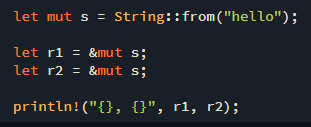 let mut s = String::from("hello");
let r1 = &mut s;
let r2 = &mut s;
println!("{}, {}", r1, r2);